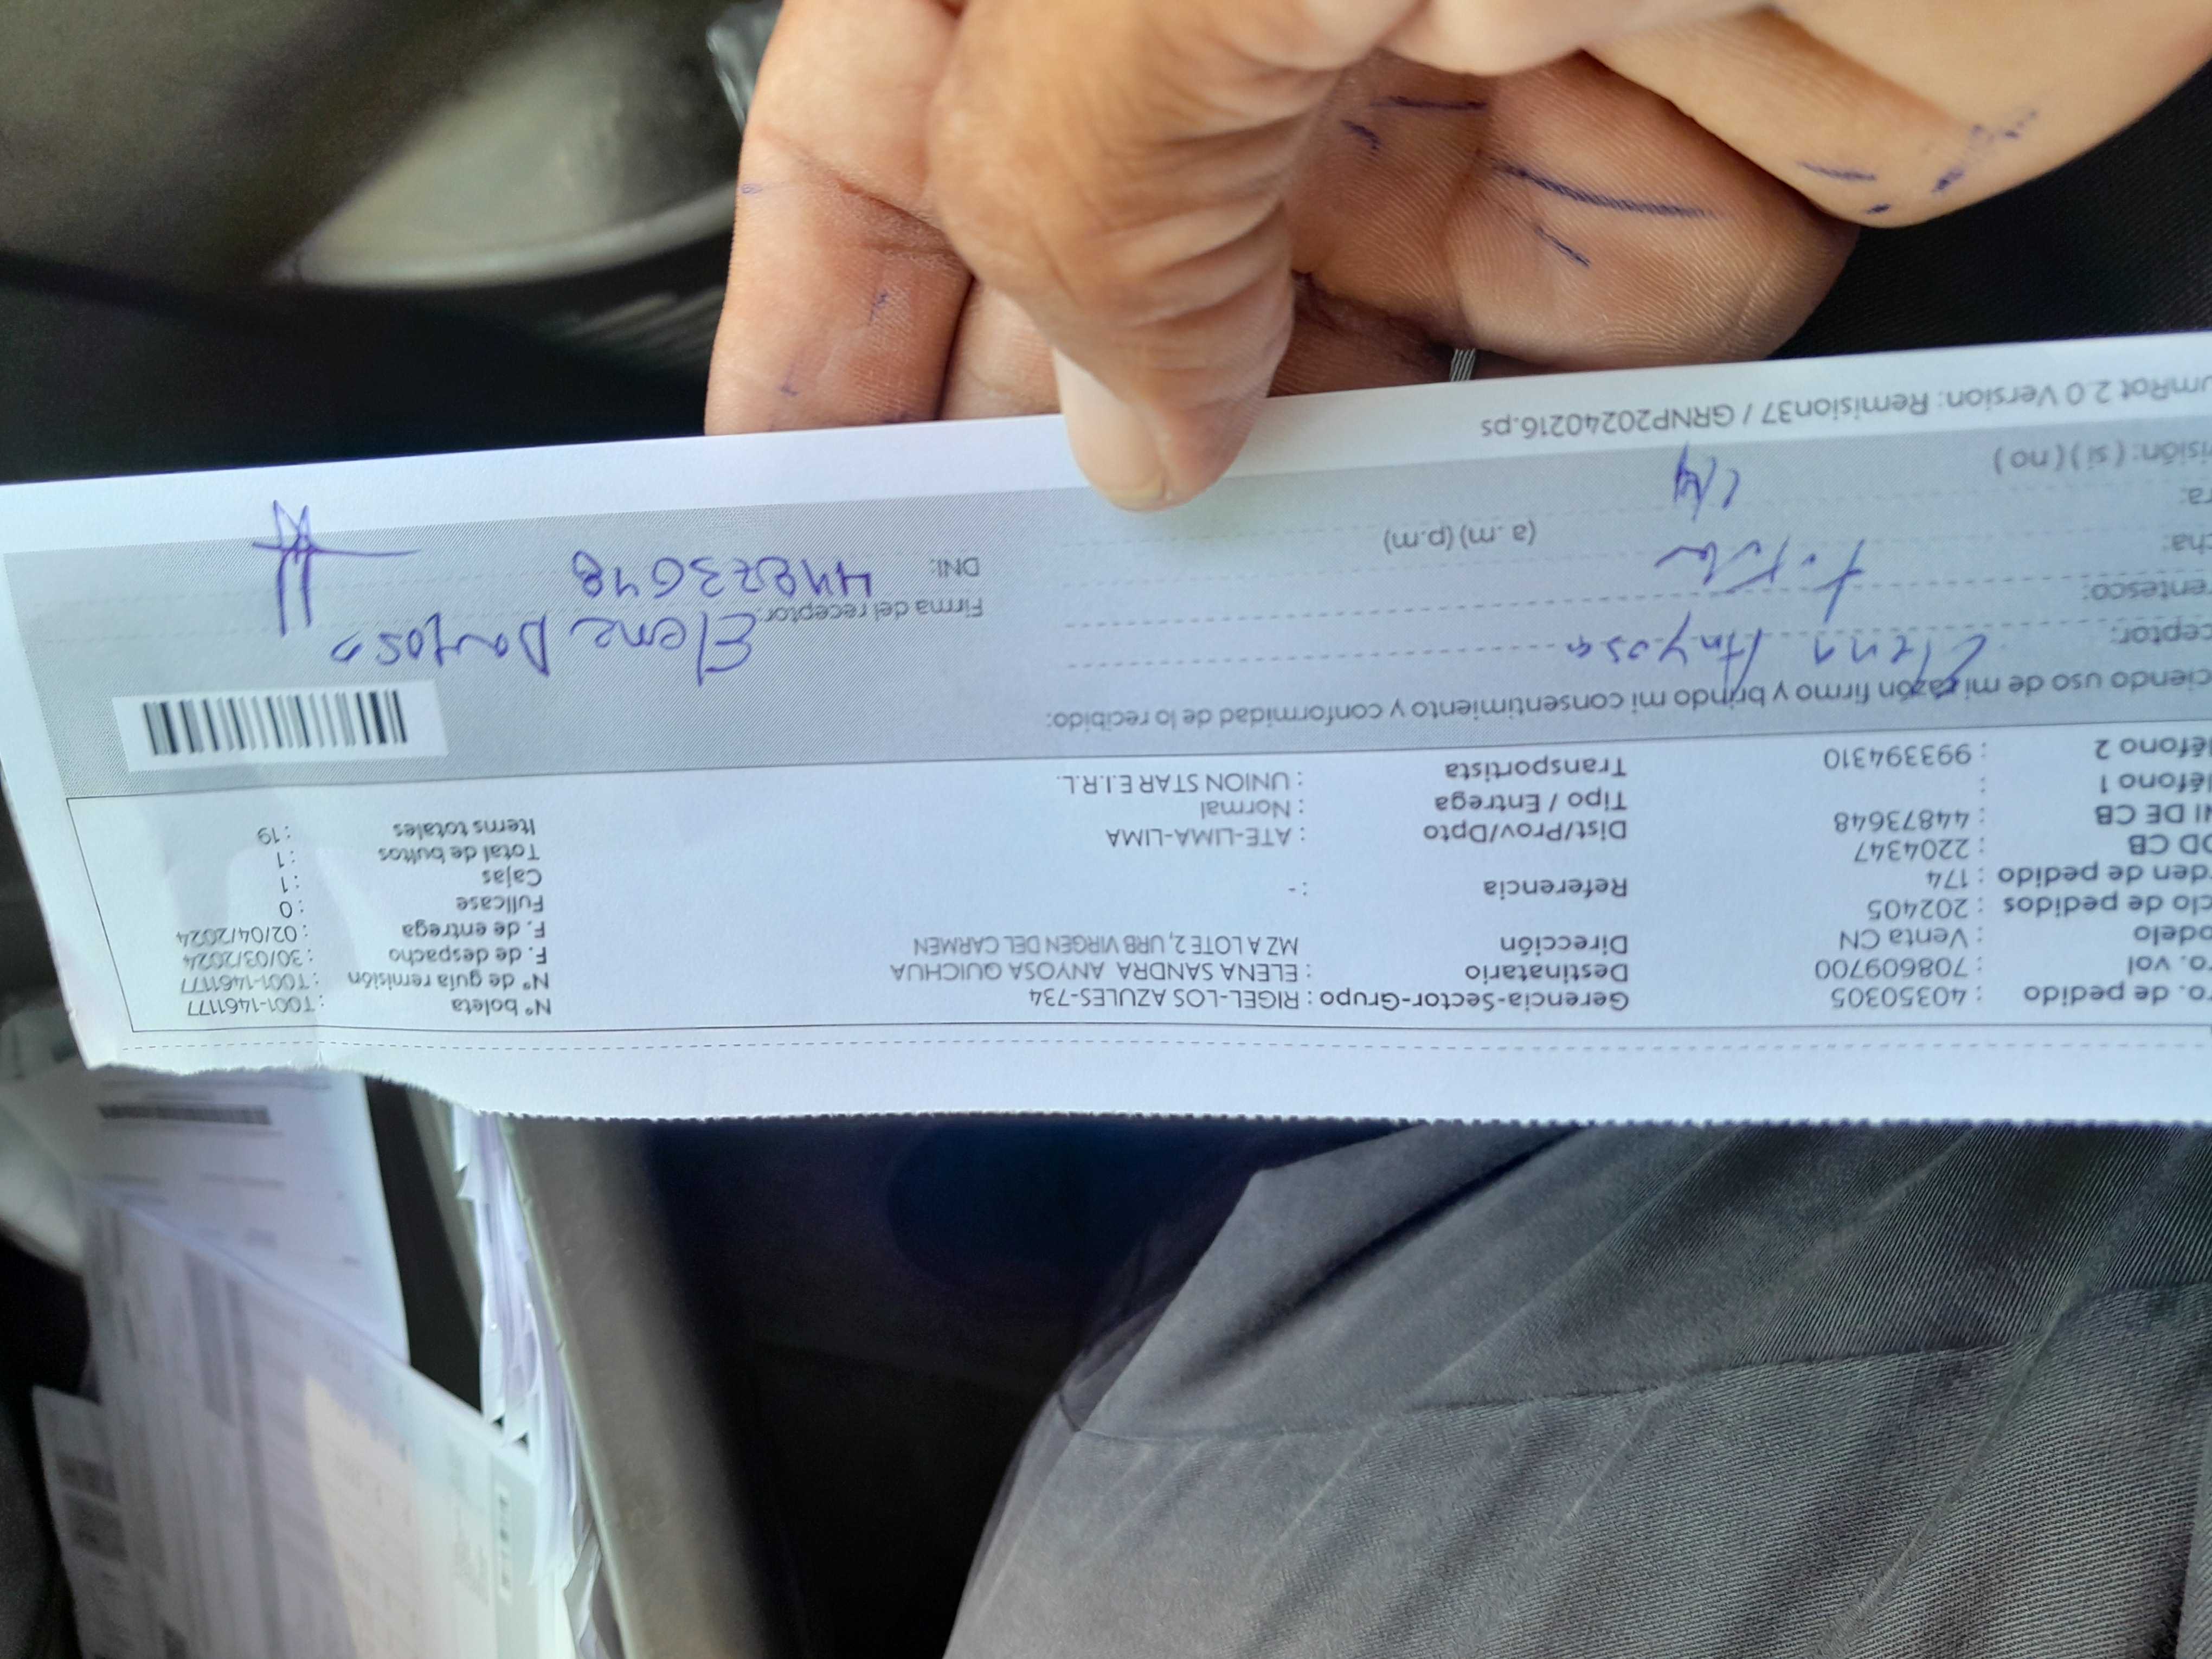 ro. de pedido : 40350305 Gerencia-Sector-Grupo : RIGEL-LOS AZULES-734 N° boleta : T001-1461177
ro. vol : 708609700 Destinatario : ELENA SANDRA ANYOSA QUICHUA N° de guía remisión : T001-1461177
odelo : Venta CN Dirección MZ A LOTE 2, URB VIRGEN DEL CARMEN F. de despacho : 30/03/2024
clo de pedidos : 202405 F. de entrega : 02/04/2024
rden de pedido : 174 Referencia : - Fullcase : 0
OD CB : 2204347 Cajas : 1
NI DE CB : 44873648 Dist/Prov/Dpto : ATE-LIMA-LIMA Total de bultos : 1
léfono 1 : Tipo / Entrega : Normal Items totales : 19
léfono 2 : 993394310 Transportista : UNION STAR E.I.R.L.
ciendo uso de mi razón firmo y brindo mi consentimiento y conformidad de lo recibido:
ceptor: Elena Anyosa
entesco: Firma del receptor:
cha: DNI: 44873648
ra: (a .m) (p.m)
isión: ( si ) ( no )
umRot 2.0 Version: Remision37 / GRNP20240216.ps